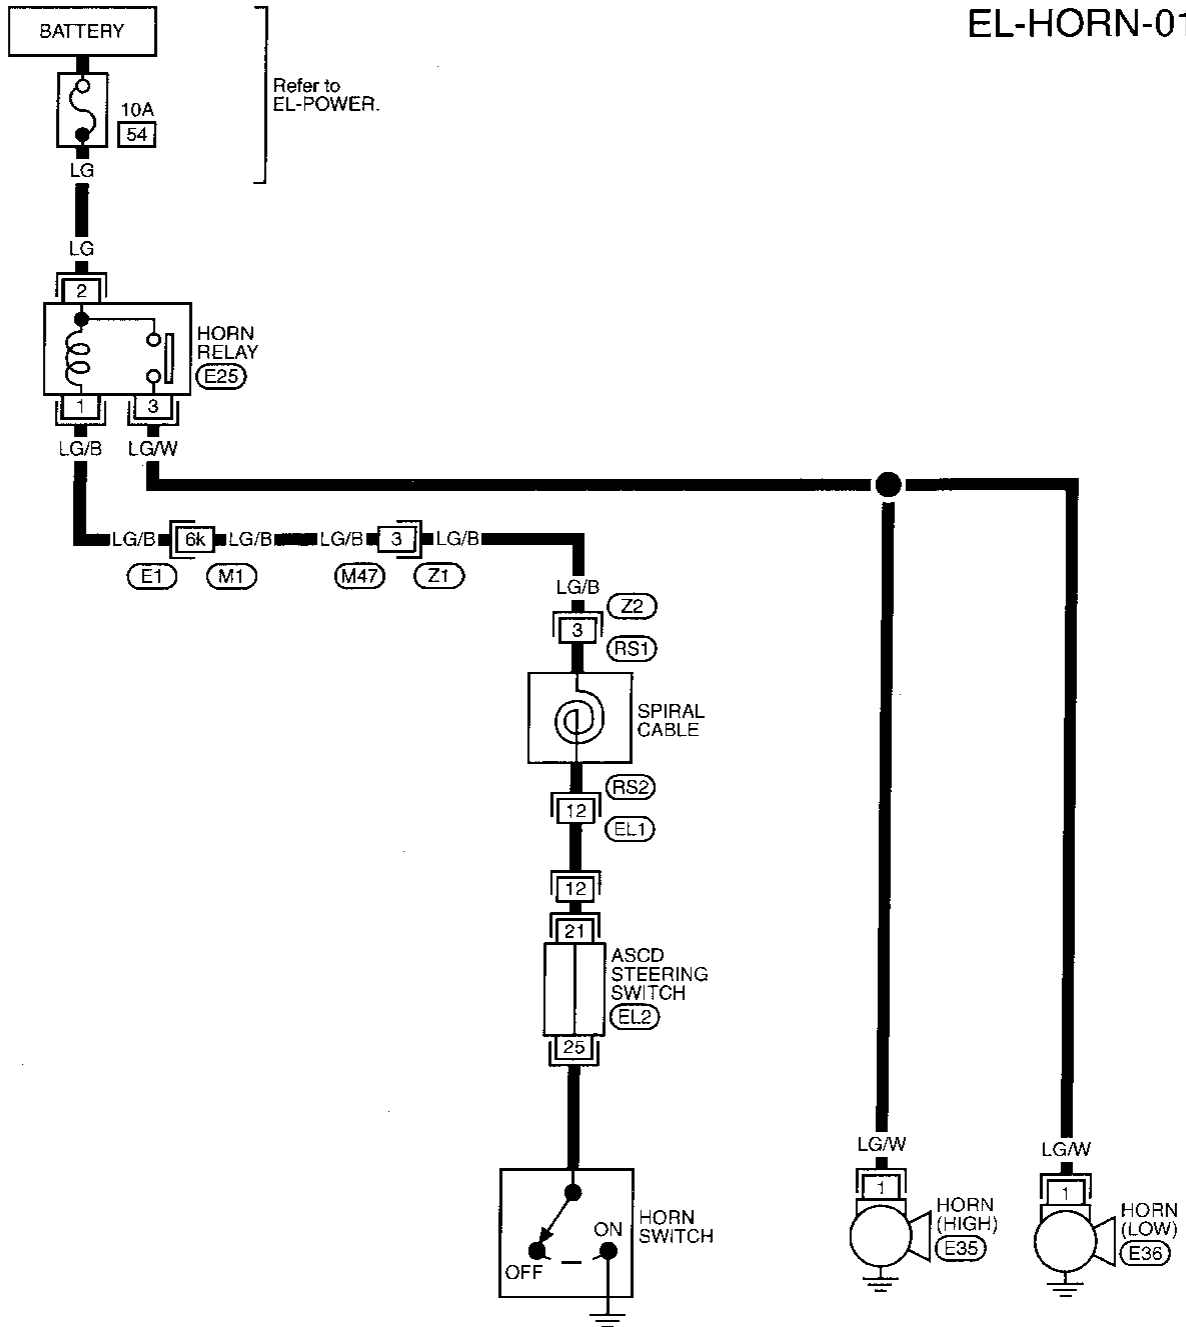 EL-HORN-01
BATTERY
Refer to
EL-POWER.
10A
54
LG
LG
2
HORN
RELAY
E25
1
3
LG/B
LG/W
LG/B
6k
LG/B
LG/B
3
LG/B
E1
M1
M47
Z1
LG/B
Z2
3
RS1
SPIRAL
CABLE
RS2
12
EL1
12
21
ASCD
STEERING
SWITCH
EL2
25
HORN
SWITCH
ON
OFF
LG/W
1
HORN
(HIGH)
E35
LG/W
1
HORN
(LOW)
E36